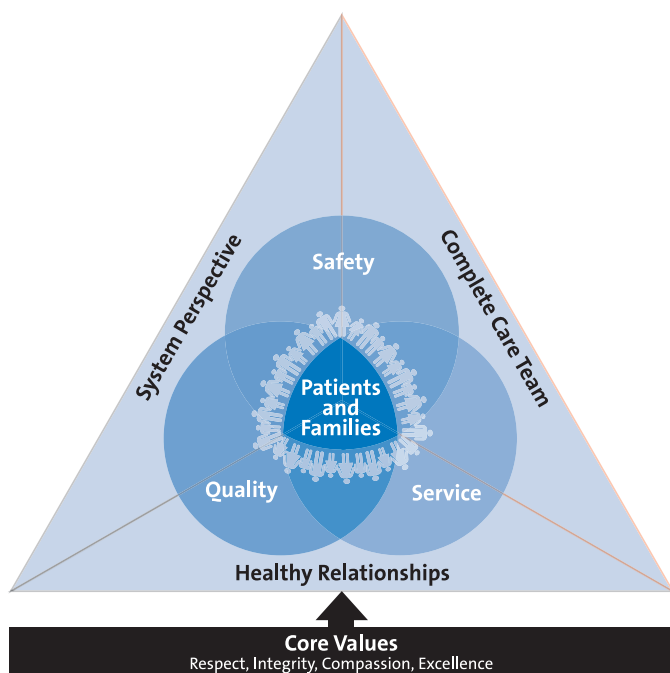 Safety
System Perspective
Complete Care Team
Patients
and
Families
Quality
Service
Healthy Relationships
Core Values
Respect, Integrity, Compassion, Excellence